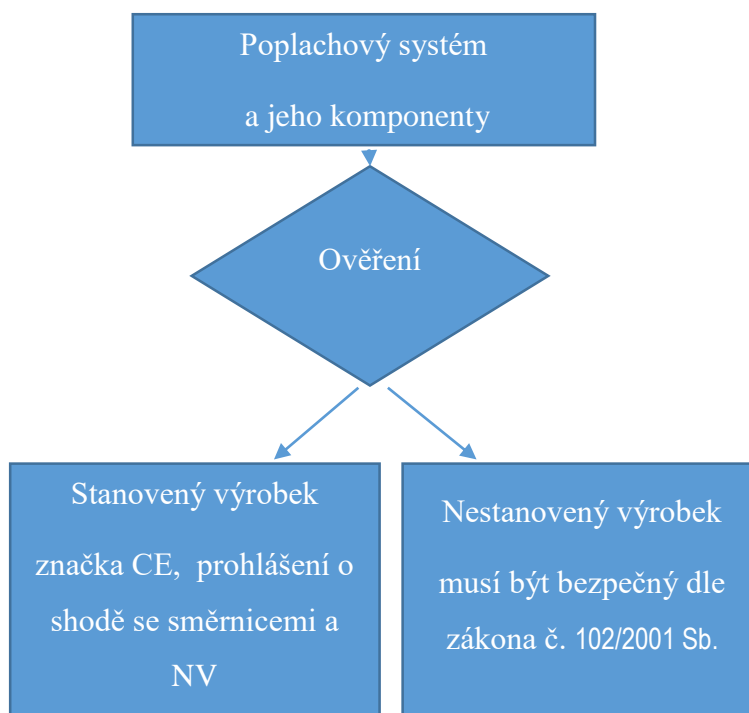 Poplachový systém
a jeho komponenty
Ověření
Stanovený výrobek
značka CE, prohlášení o
shodě se směrnicemi a
NV
Nestanovený výrobek
musí být bezpečný dle
zákona č. 102/2001 Sb.